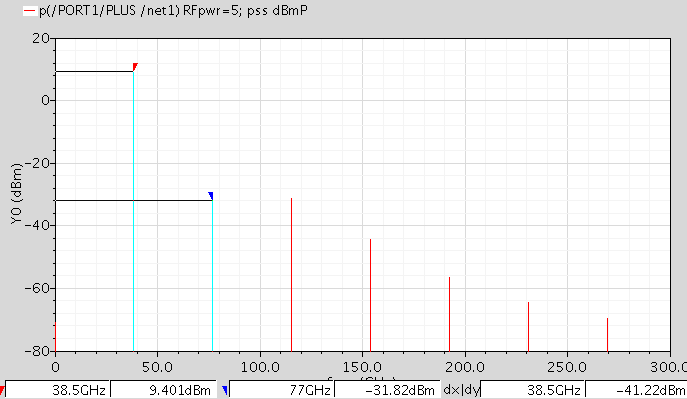 p(/PORT1/PLUS /net1) RFpwr=5; pss dBmP
20
0
−20
−40
−60
−80
Y0 (dBm)
0 50.0 100.0 150.0 200.0 250.0 300.0
38.5GHz 9.401dBm 77GHz −31.82dBm dx|dy 38.5GHz −41.22dBm